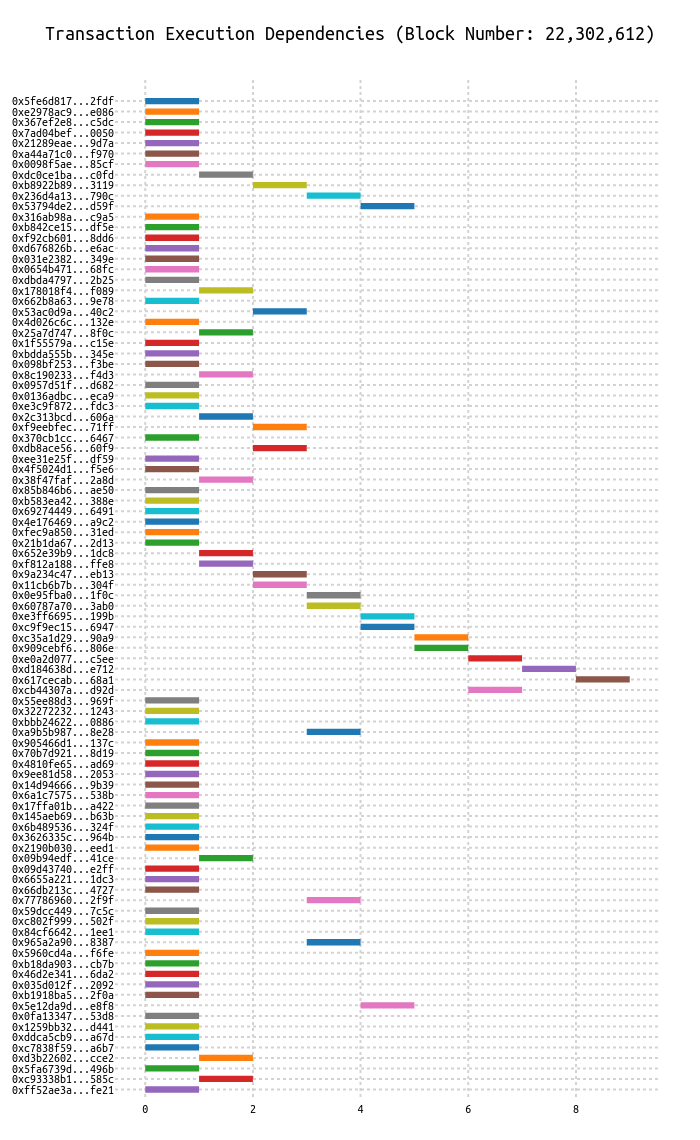 Transaction Execution Dependencies (Block Number: 22,302,612)
0x5fe6d817...2fdf
0xe2978ac9...e086
0x367ef2e8...c5dc
0x7ad04bef...0050
0x21289eae...9d7a
0xa44a71c0...f970
0x0098f5ae...85cf
0xdc0ce1ba...c0fd
0xb8922b89...3119
0x236d4a13...790c
0x53794de2...d59f
0x316ab98a...c9a5
0xb842ce15...df5e
0xf92cb601...8dd6
0xd676826b...e6ac
0x031e2382...349e
0x0654b471...68fc
0xdbda4797...2b25
0x178018f4...f089
0x662b8a63...9e78
0x53ac0d9a...40c2
0x4d026c6c...132e
0x25a7d747...8f0c
0x1f55579a...c15e
0xbdda555b...345e
0x098bf253...f3be
0x8c190233...f4d3
0x0957d51f...d682
0x0136adbc...eca9
0xe3c9f872...fdc3
0x2c313bcd...606a
0xf9eebfec...71ff
0x370cb1cc...6467
0xdb8ace56...60f9
0xee31e25f...df59
0x4f5024d1...f5e6
0x38f47faf...2a8d
0x85b846b6...ae50
0xb583ea42...388e
0x69274449...6491
0x4e176469...a9c2
0xfec9a850...31ed
0x21b1da67...2d13
0x652e39b9...1dc8
0xf812a188...ffe8
0x9a234c47...eb13
0x11cb6b7b...304f
0x0e95fba0...1f0c
0x60787a70...3ab0
0xe3ff6695...199b
0xc9f9ec15...6947
0xc35a1d29...90a9
0x909cebf6...806e
0xe0a2d077...c5ee
0xd184638d...e712
0x617cecab...68a1
0xcb44307a...d92d
0x55ee88d3...969f
0x32272232...1243
0xbbb24622...0886
0xa9b5b987...8e28
0x905466d1...137c
0x70b7d921...8d19
0x4810fe65...ad69
0x9ee81d58...2053
0x14d94666...9b39
0x6a1c7575...538b
0x17ffa01b...a422
0x145aeb69...b63b
0x6b489536...324f
0x3626335c...964b
0x2190b030...eed1
0x09b94edf...41ce
0x09d43740...e2ff
0x6655a221...1dc3
0x66db213c...4727
0x77786960...2f9f
0x59dcc449...7c5c
0xc802f999...502f
0x84cf6642...1ee1
0x965a2a90...8387
0x5960cd4a...f6fe
0xb18da903...cb7b
0x46d2e341...6da2
0x035d012f...2092
0xb1918ba5...2f0a
0x5e12da9d...e8f8
0x0fa13347...53d8
0x1259bb32...d441
0xddca5cb9...a67d
0xc7838f59...a6b7
0xd3b22602...cce2
0x5fa6739d...496b
0xc93338b1...585c
0xff52ae3a...fe21
0 2 4 6 8